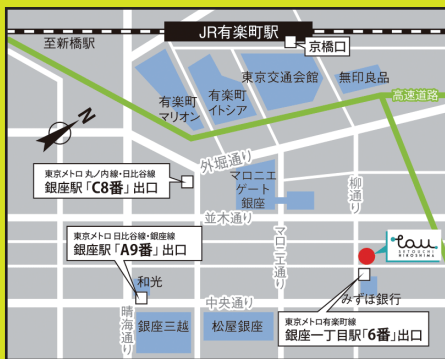 JR有楽町駅
至新橋駅
京橋口
東京交通会館
無印良品
有楽町
マリオン
有楽町
イトシア
高速道路
N
外堀通り
東京メトロ 丸ノ内線・日比谷線
銀座駅「C8番」出口
マロニエ
ゲート
銀座
柳通り
並木通り
tau
SETOUCHI
HIROSHIMA
東京メトロ 日比谷線・銀座線
銀座駅「A9番」出口
マロニエ通り
和光
中央通り
みずほ銀行
晴海通り
銀座三越
松屋銀座
東京メトロ有楽町線
銀座一丁目駅「6番」出口